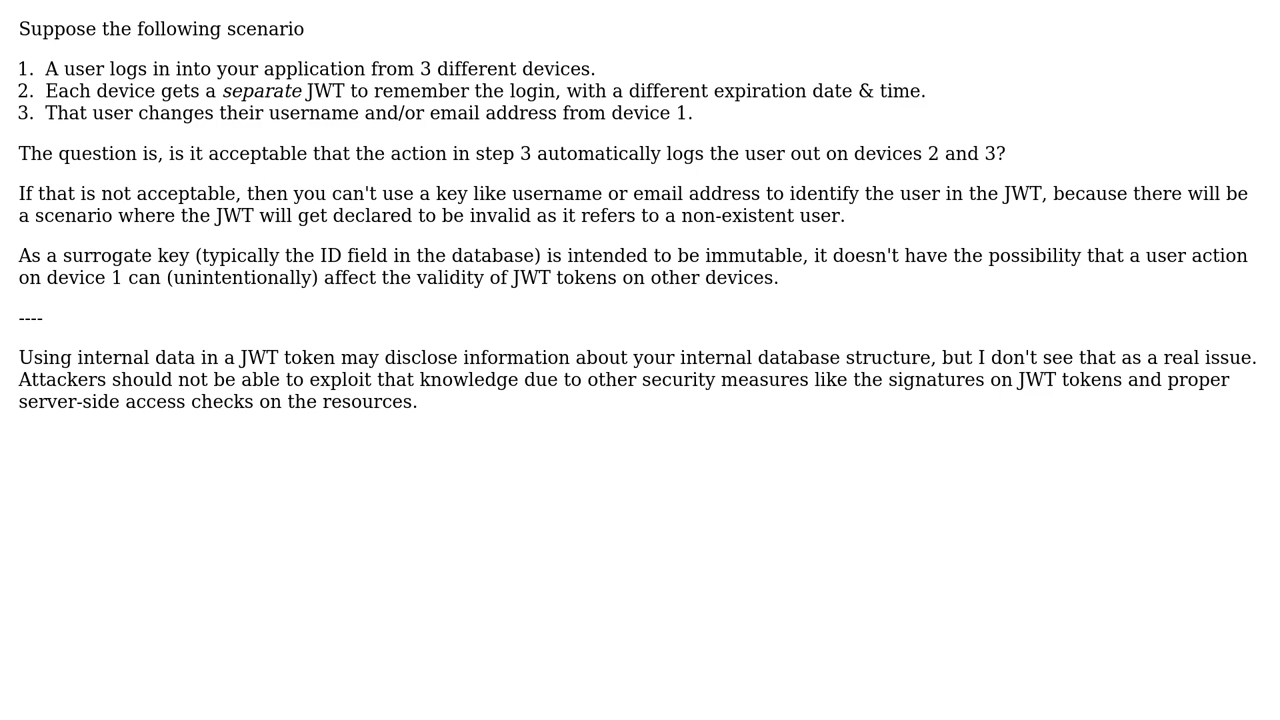 Suppose the following scenario
1. A user logs in into your application from 3 different devices.
2. Each device gets a separate JWT to remember the login, with a different expiration date & time.
3. That user changes their username and/or email address from device 1.
The question is, is it acceptable that the action in step 3 automatically logs the user out on devices 2 and 3?
If that is not acceptable, then you can't use a key like username or email address to identify the user in the JWT, because there will be
a scenario where the JWT will get declared to be invalid as it refers to a non-existent user.
As a surrogate key (typically the ID field in the database) is intended to be immutable, it doesn't have the possibility that a user action
on device 1 can (unintentionally) affect the validity of JWT tokens on other devices.
----
Using internal data in a JWT token may disclose information about your internal database structure, but I don't see that as a real issue.
Attackers should not be able to exploit that knowledge due to other security measures like the signatures on JWT tokens and proper
server-side access checks on the resources.